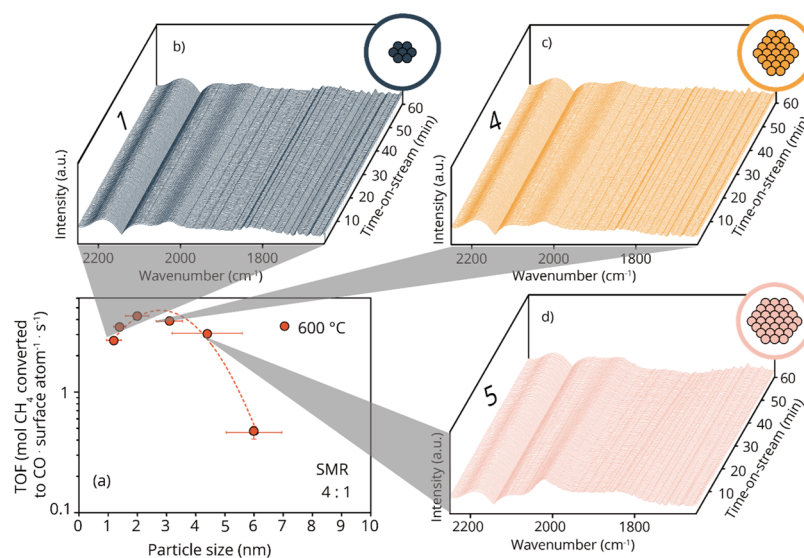 b)
1
Intensity (a.u.)
2200
2000
1800
Wavenumber (cm⁻¹)
10
20
30
40
50
60
Time-on-stream (min)
c)
4
Intensity (a.u.)
2200
2000
1800
Wavenumber (cm⁻¹)
10
20
30
40
50
60
Time-on-stream (min)
TOF (mol CH₄ converted
to CO · surface atom⁻¹ · s⁻¹)
1
0.1
600 °C
(a)
SMR
4 : 1
0 1 2 3 4 5 6 7 8 9 10
Particle size (nm)
d)
5
Intensity (a.u.)
2200
2000
1800
Wavenumber (cm⁻¹)
10
20
30
40
50
60
Time-on-stream (min)